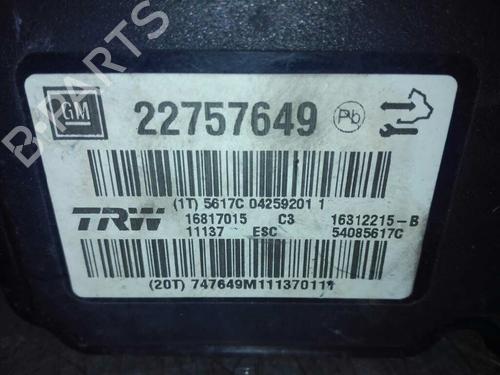 B-PARTS
GM 22757649 Pb
(1T) 5617C 04259201 1
TRW 16817015 C3 16312215-B
11137 ESC 54085617C
(20T) 747649M111370111